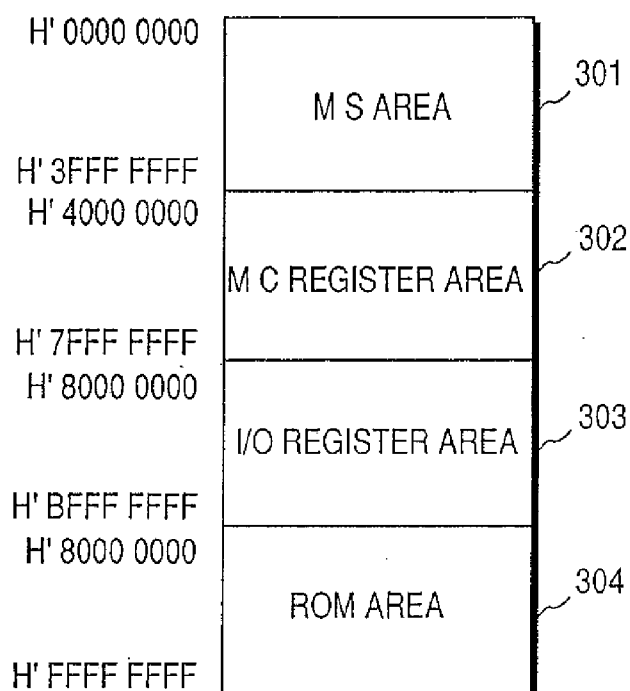 H' 0000 0000
301
M S AREA
H' 3FFF FFFF
H' 4000 0000
302
M C REGISTER AREA
H' 7FFF FFFF
H' 8000 0000
303
I/O REGISTER AREA
H' BFFF FFFF
H' 8000 0000
304
ROM AREA
H' FFFF FFFF